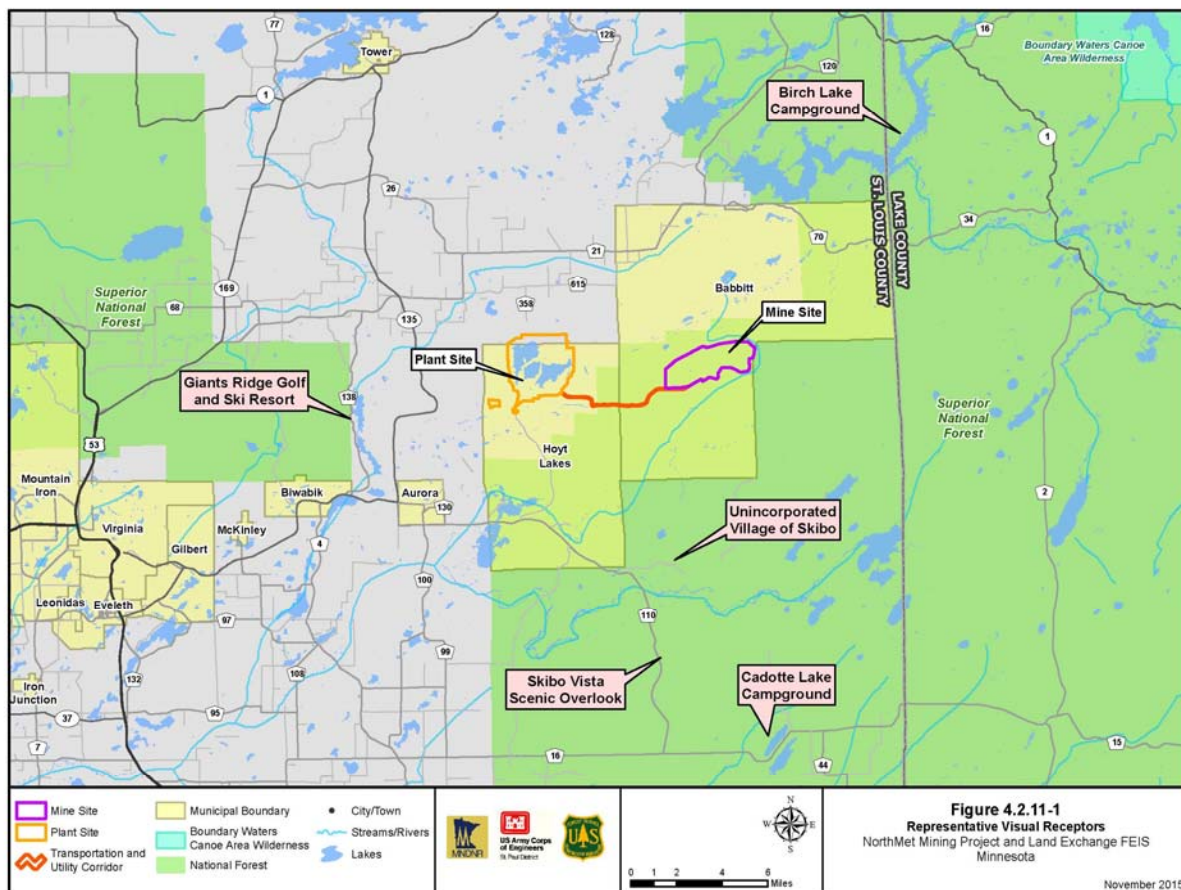 77
Tower
128
16
Boundary Waters Canoe
Area Wilderness
120
Birch Lake
Campground
1
1
26
LAKE COUNTY
ST. LOUIS COUNTY
34
21
70
Superior
National
Forest
68
169
615
Babbitt
358
Mine Site
135
Plant Site
Giants Ridge Golf
and Ski Resort
138
Superior
National
Forest
53
Hoyt
Lakes
2
Mountain
Iron
Biwabik
Aurora
130
Unincorporated
Village of Skibo
Virginia
McKinley
Gilbert
4
100
Leonidas
Eveleth
97
110
99
Skibo Vista
Scenic Overlook
Cadotte Lake
Campground
108
132
Iron
Junction
37
95
7
16
15
44
Mine Site
Plant Site
Transportation and
Utility Corridor
Municipal Boundary
Boundary Waters
Canoe Area Wilderness
National Forest
City/Town
Streams/Rivers
Lakes
MNDNR
US Army Corps
of Engineers
St. Paul District
UAS
N
W E
S
0 1 2 4 6
Miles
Figure 4.2.11-1
Representative Visual Receptors
NorthMet Mining Project and Land Exchange FEIS
Minnesota
November 2015